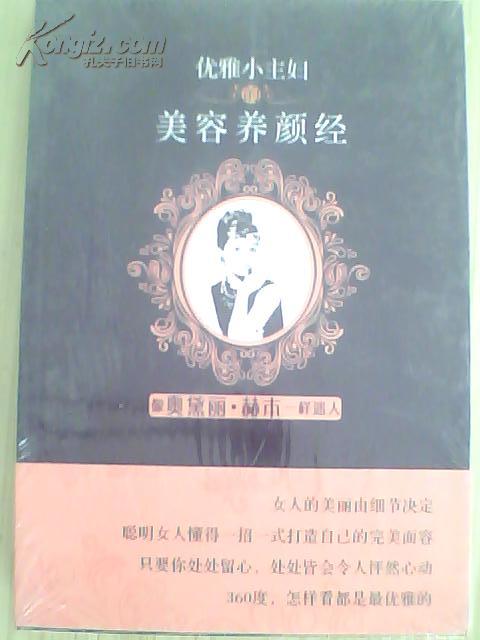 Kongfz.com
孔夫子旧书网
优雅小主妇
的
美容养颜经
像奥黛丽·赫本一样迷人
女人的美丽由细节决定
聪明女人懂得一招一式打造自己的完美面容
只要你处处留心，处处皆会令人怦然心动
360度，怎样看都是最优雅的